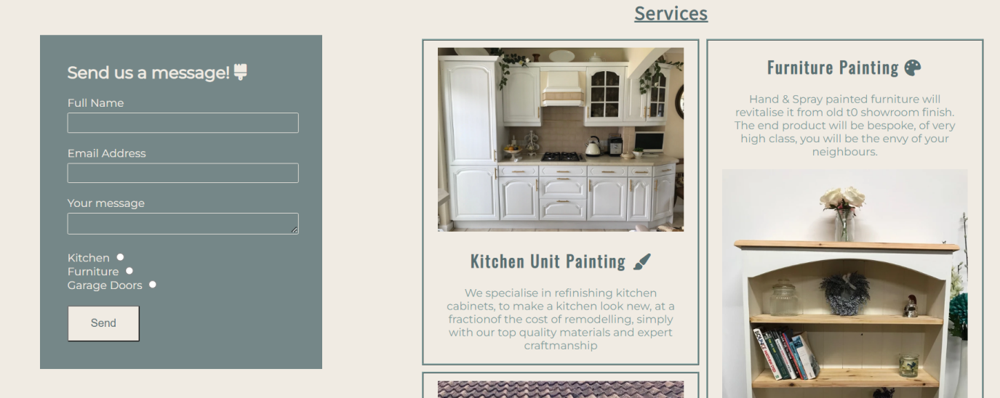 Services
Send us a message!
Full Name
Email Address
Your message
Kitchen
Furniture
Garage Doors
Send
Kitchen Unit Painting
We specialise in refinishing kitchen
cabinets, to make a kitchen look new, at a
fractionof the cost of remodelling, simply
with our top quality materials and expert
craftmanship
Furniture Painting
Hand & Spray painted furniture will
revitalise it from old t0 showroom finish.
The end product will be bespoke, of very
high class, you will be the envy of your
neighbours.